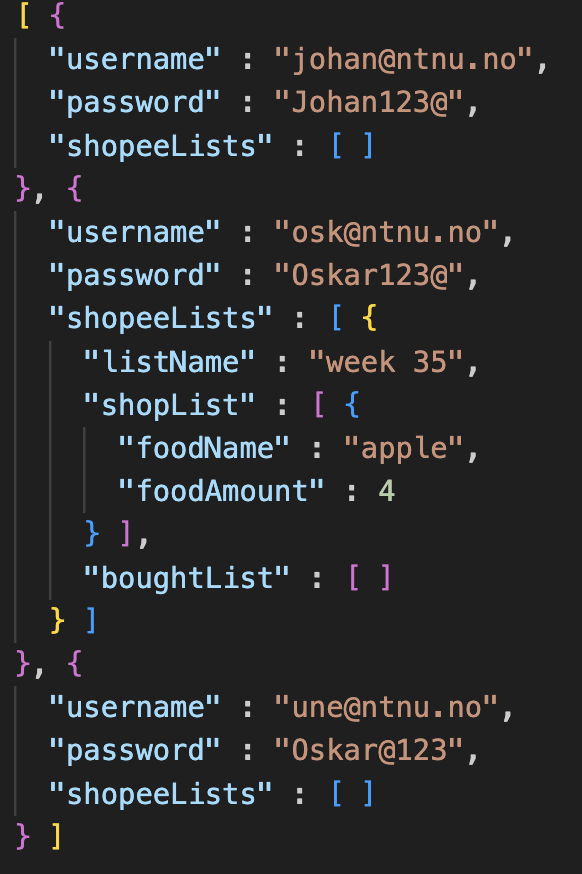 [ {
  "username" : "johan@ntnu.no",
  "password" : "Johan123@",
  "shopeeLists" : [ ]
}, {
  "username" : "osk@ntnu.no",
  "password" : "Oskar123@",
  "shopeeLists" : [ {
    "listName" : "week 35",
    "shopList" : [ {
      "foodName" : "apple",
      "foodAmount" : 4
    } ],
    "boughtList" : [ ]
  } ]
}, {
  "username" : "une@ntnu.no",
  "password" : "Oskar@123",
  "shopeeLists" : [ ]
} ]